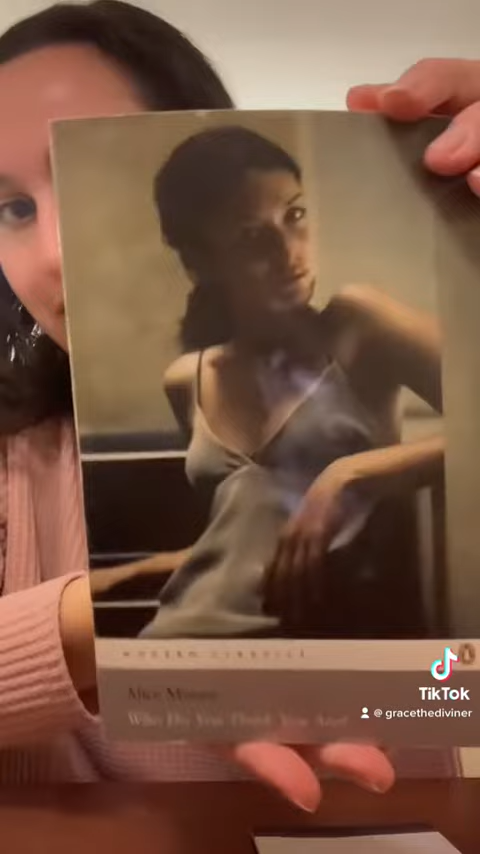 MODERN CLASSICS
Alice Munro
Who Do You Think You Are?
TikTok
@ gracethediviner